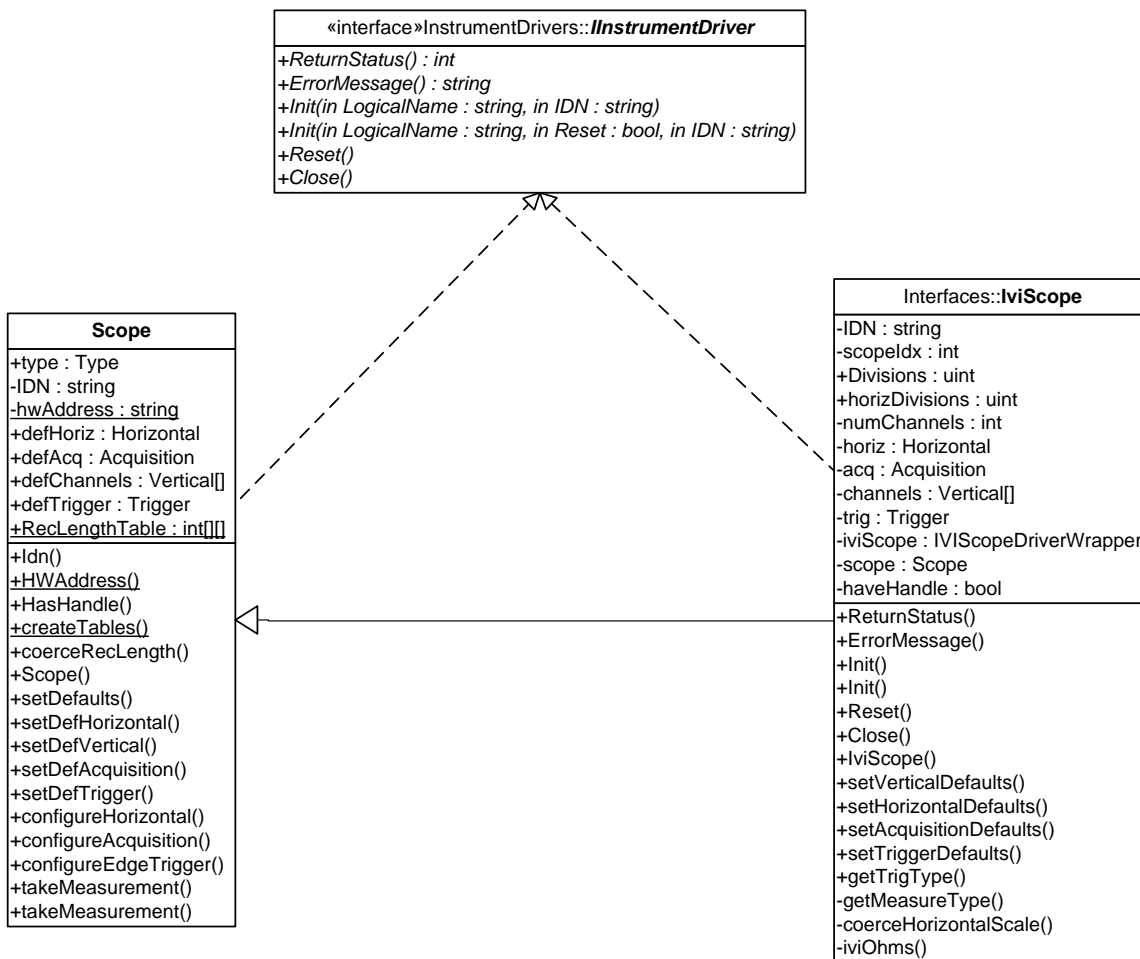 «interface»InstrumentDrivers::IInstrumentDriver
+ReturnStatus() : int
+ErrorMessage() : string
+Init(in LogicalName : string, in IDN : string)
+Init(in LogicalName : string, in Reset : bool, in IDN : string)
+Reset()
+Close()
Scope
+type : Type
-IDN : string
-hwAddress : string
+defHoriz : Horizontal
+defAcq : Acquisition
+defChannels : Vertical[]
+defTrigger : Trigger
+RecLengthTable : int[][]
+Idn()
+HWAddress()
+HasHandle()
+createTables()
+coerceRecLength()
+Scope()
+setDefaults()
+setDefHorizontal()
+setDefVertical()
+setDefAcquisition()
+setDefTrigger()
+configureHorizontal()
+configureAcquisition()
+configureEdgeTrigger()
+takeMeasurement()
+takeMeasurement()
Interfaces::IviScope
-IDN : string
-scopeIdx : int
+Divisions : uint
+horizDivisions : uint
-numChannels : int
-horiz : Horizontal
-acq : Acquisition
-channels : Vertical[]
-trig : Trigger
-iviScope : IVIScopeDriverWrapper
-scope : Scope
-haveHandle : bool
+ReturnStatus()
+ErrorMessage()
+Init()
+Init()
+Reset()
+Close()
+IviScope()
+setVerticalDefaults()
+setHorizontalDefaults()
+setAcquisitionDefaults()
+setTriggerDefaults()
+getTrigType()
-getMeasureType()
-coerceHorizontalScale()
-iviOhms()